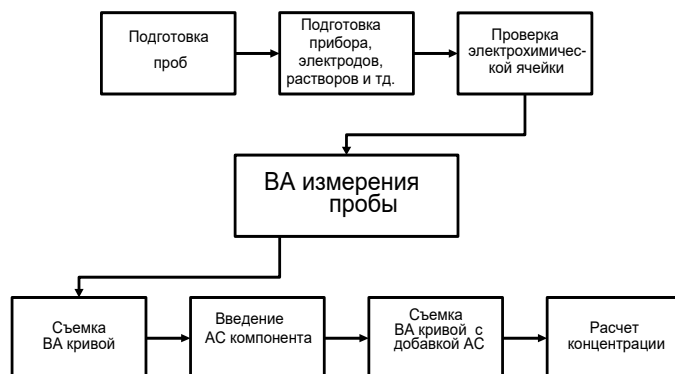 Подготовка
проб
Подготовка
прибора,
электродов,
растворов и тд.
Проверка
электрохимичес-
кой ячейки
ВА измерения
пробы
Съемка
ВА кривой
Введение
АС компонента
Съемка
ВА кривой с
добавкой АС
Расчет
концентрации